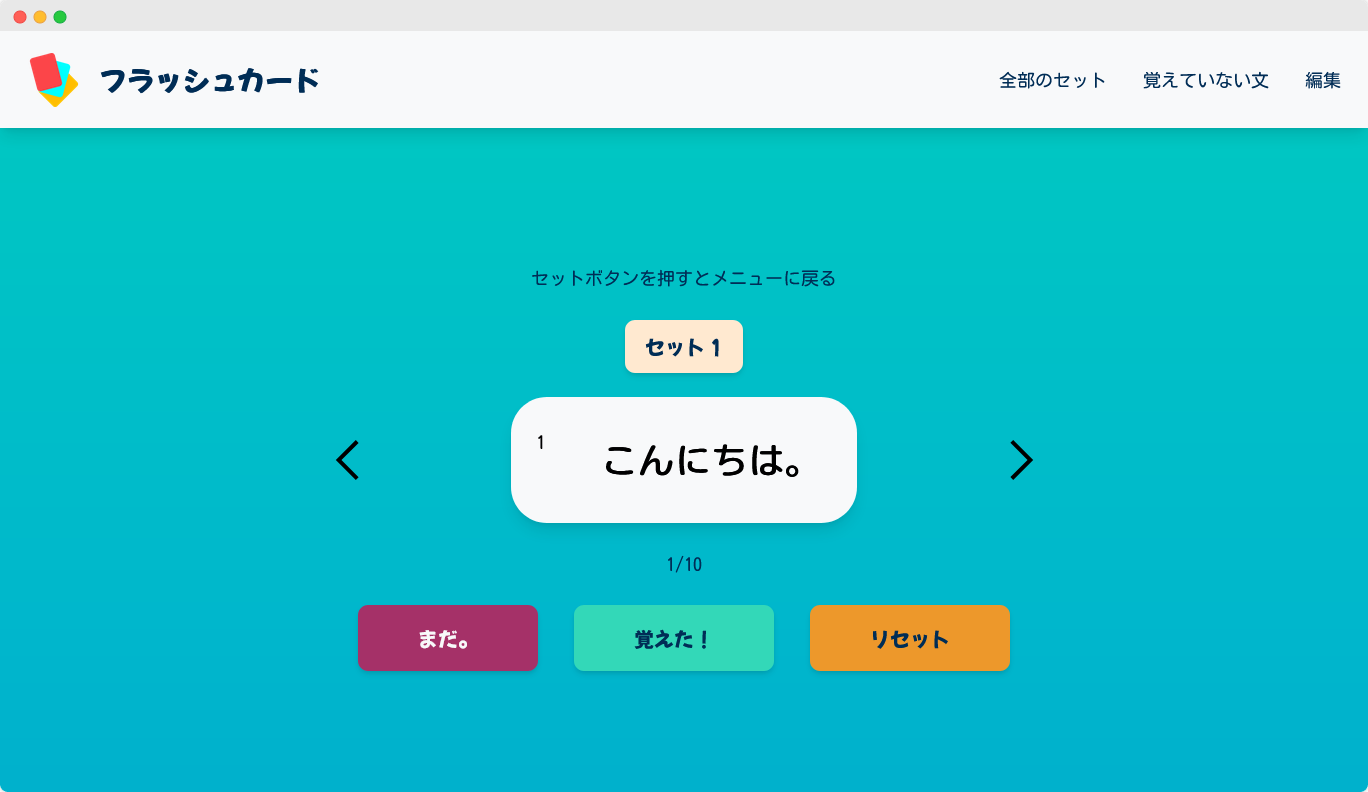 フラッシュカード
全部のセット 覚えていない文 編集
セットボタンを押すとメニューに戻る
セット 1
1
こんにちは。
1/10
まだ。 覚えた！ リセット